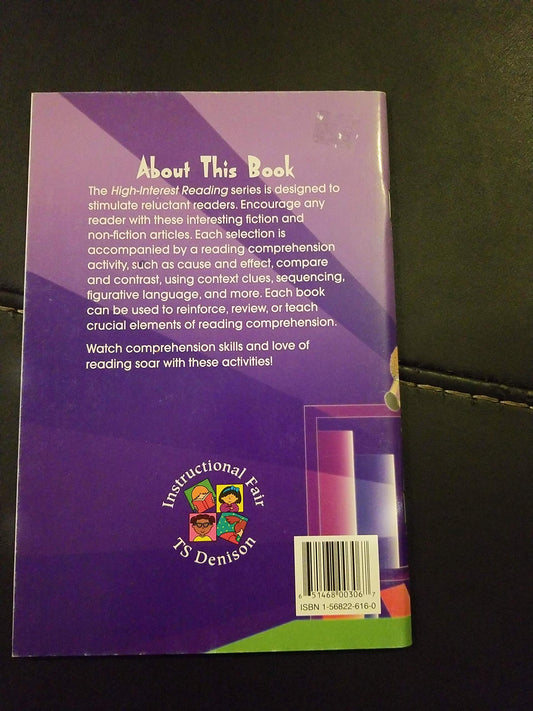 About This Book
The High-Interest Reading series is designed to
stimulate reluctant readers. Encourage any
reader with these interesting fiction and
non-fiction articles. Each selection is
accompanied by a reading comprehension
activity, such as cause and effect, compare
and contrast, using context clues, sequencing,
figurative language, and more. Each book
can be used to reinforce, review, or teach
crucial elements of reading comprehension.
Watch comprehension skills and love of
reading soar with these activities!
Instructional Fair
TS Denison
6 51468 00306 7
ISBN 1-56822-616-0